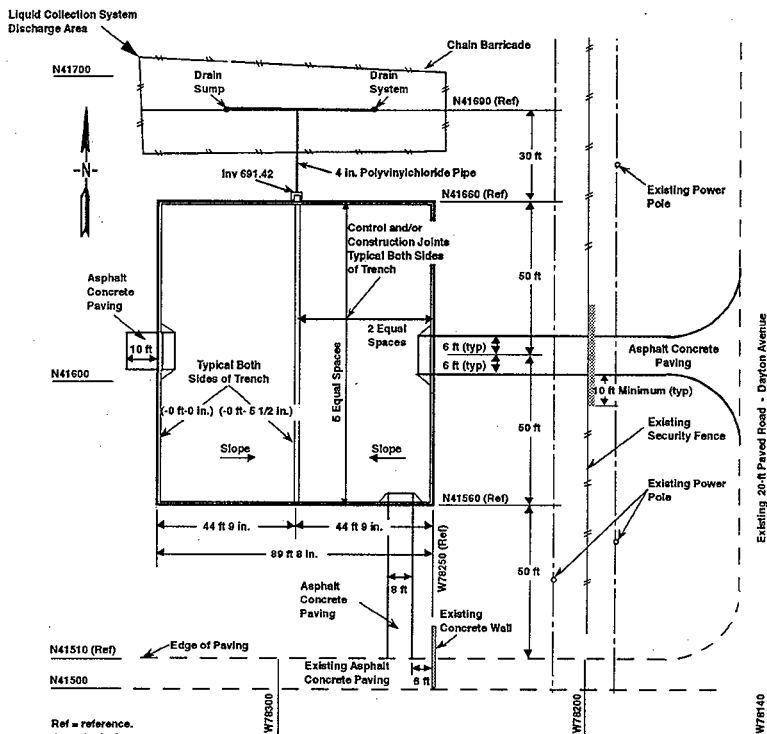 Liquid Collection System
Discharge Area
Chain Barricade
N41700
Drain
Sump
Drain
System
N41690 (Ref)
-N-
30 ft
Inv 691.42
4 in. Polyvinylchloride Pipe
Existing Power
Pole
N41660 (Ref)
Control and/or
Construction Joints
Typical Both Sides
of Trench
50 ft
Asphalt
Concrete
Paving
2 Equal
Spaces
10 ft
6 ft (typ)
6 ft (typ)
Asphalt Concrete
Paving
N41600
Typical Both
Sides of Trench
5 Equal Spaces
10 ft Minimum (typ)
(-0 ft-0 in.) (-0 ft- 5 1/2 in.)
Slope
Slope
50 ft
Existing
Security Fence
Existing Power
Pole
N41560 (Ref)
44 ft 9 in.
44 ft 9 in.
89 ft 8 in.
W78250 (Ref)
50 ft
Asphalt
Concrete
Paving
8 ft
Existing
Concrete Wall
N41510 (Ref)
Edge of Paving
Existing Asphalt
Concrete Paving
6 ft
N41500
W78300
W78200
W78140
Existing 20-ft Paved Road - Dayton Avenue
Ref = reference.